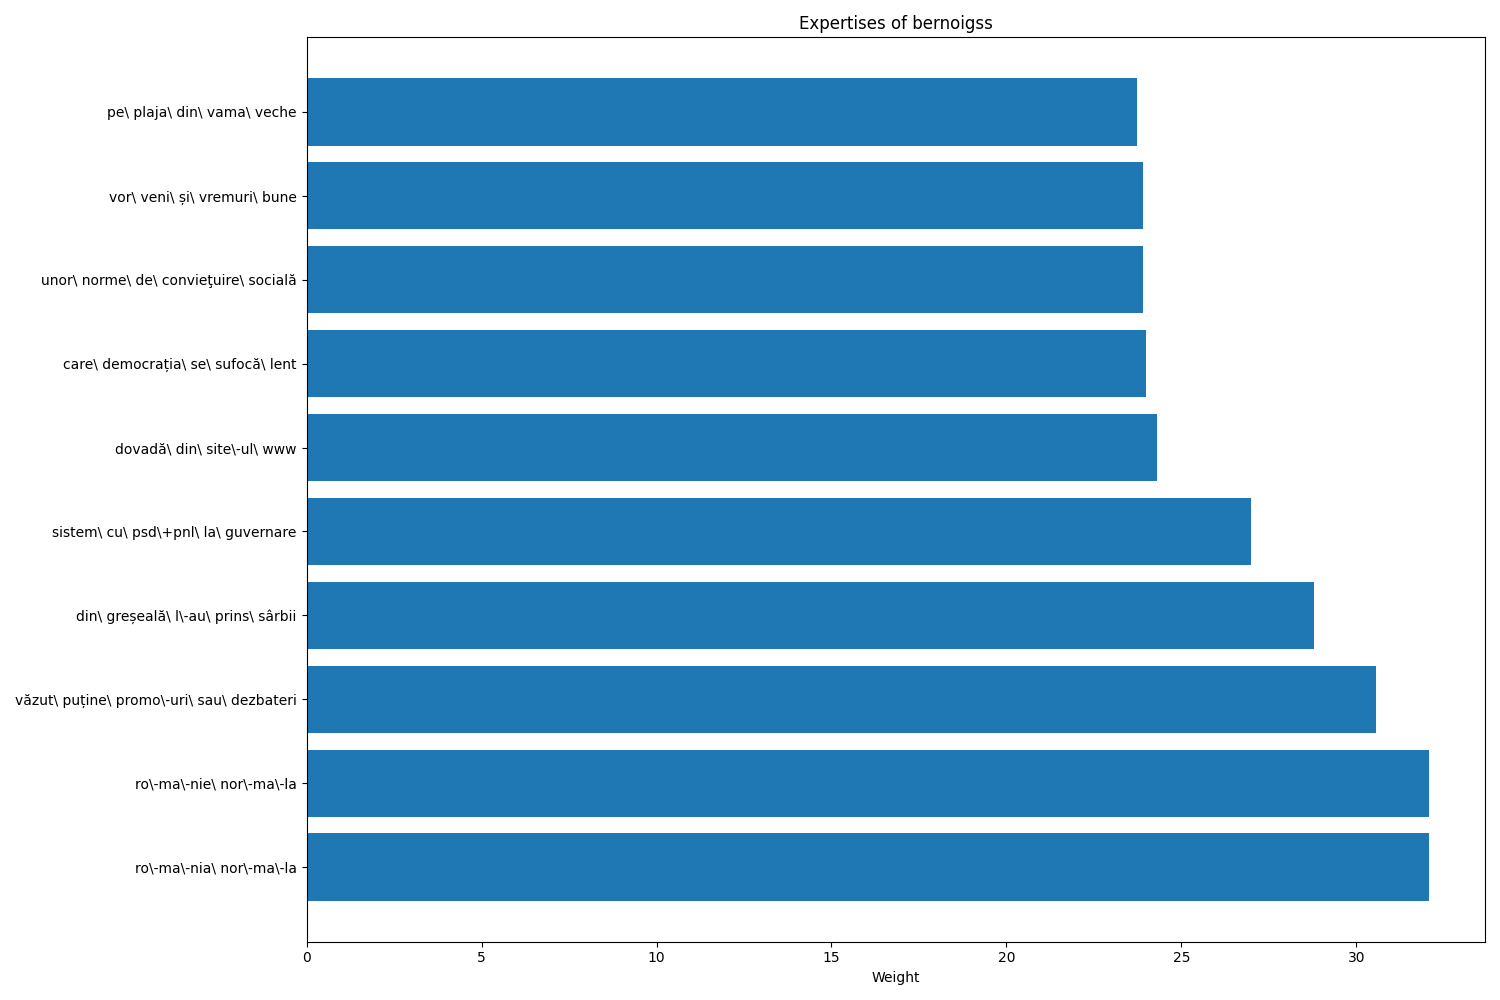 Expertises of bernoigss
pe\ plaja\ din\ vama\ veche
vor\ veni\ și\ vremuri\ bune
unor\ norme\ de\ convieţuire\ socială
care\ democrația\ se\ sufocă\ lent
dovadă\ din\ site\-ul\ www
sistem\ cu\ psd\+pnl\ la\ guvernare
din\ greșeală\ l\-au\ prins\ sârbii
văzut\ puține\ promo\-uri\ sau\ dezbateri
ro\-ma\-nie\ nor\-ma\-la
ro\-ma\-nia\ nor\-ma\-la
0 5 10 15 20 25 30
Weight